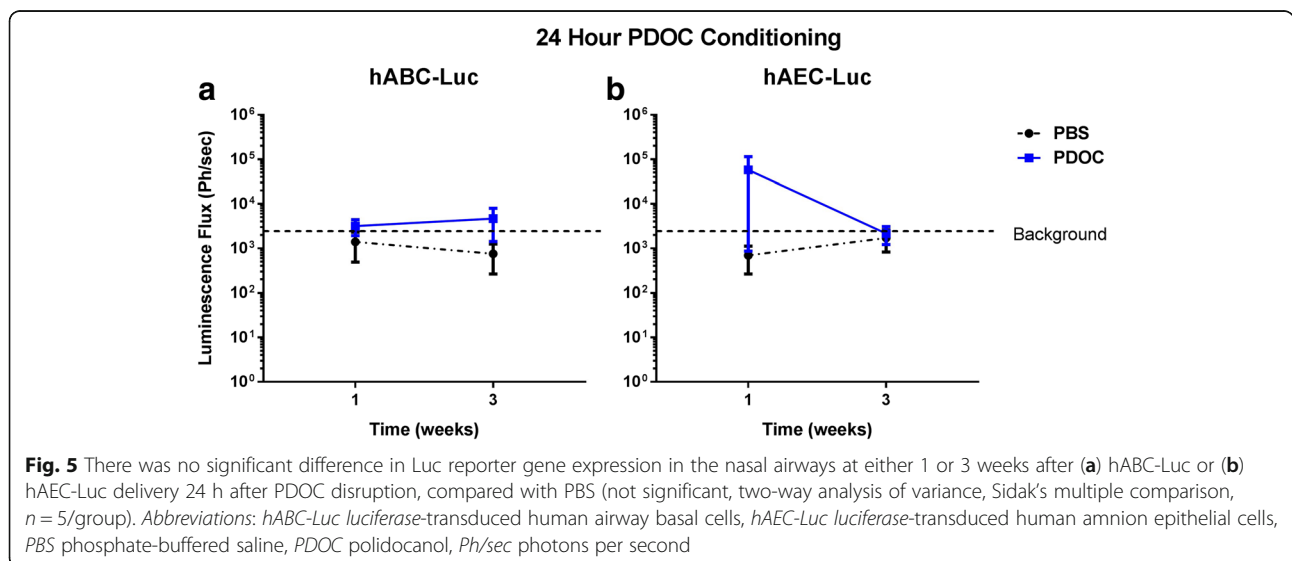 24 Hour PDOC Conditioning
a
hABC-Luc
b
hAEC-Luc
Luminescence Flux (Ph/sec)
10⁶
10⁵
10⁴
10³
10²
10¹
10⁰
1
3
Time (weeks)
10⁶
10⁵
10⁴
10³
10²
10¹
10⁰
1
3
Time (weeks)
PBS
PDOC
Background
Fig. 5 There was no significant difference in Luc reporter gene expression in the nasal airways at either 1 or 3 weeks after (a) hABC-Luc or (b)
hAEC-Luc delivery 24 h after PDOC disruption, compared with PBS (not significant, two-way analysis of variance, Sidak's multiple comparison,
n = 5/group). Abbreviations: hABC-Luc luciferase-transduced human airway basal cells, hAEC-Luc luciferase-transduced human amnion epithelial cells,
PBS phosphate-buffered saline, PDOC polidocanol, Ph/sec photons per second